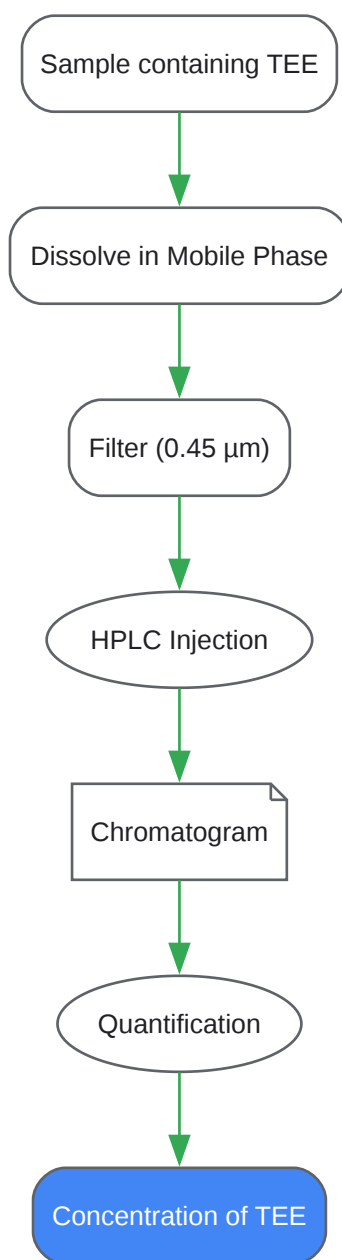 Sample containing TEE
Dissolve in Mobile Phase
Filter (0.45 µm)
HPLC Injection
Chromatogram
Quantification
Concentration of TEE